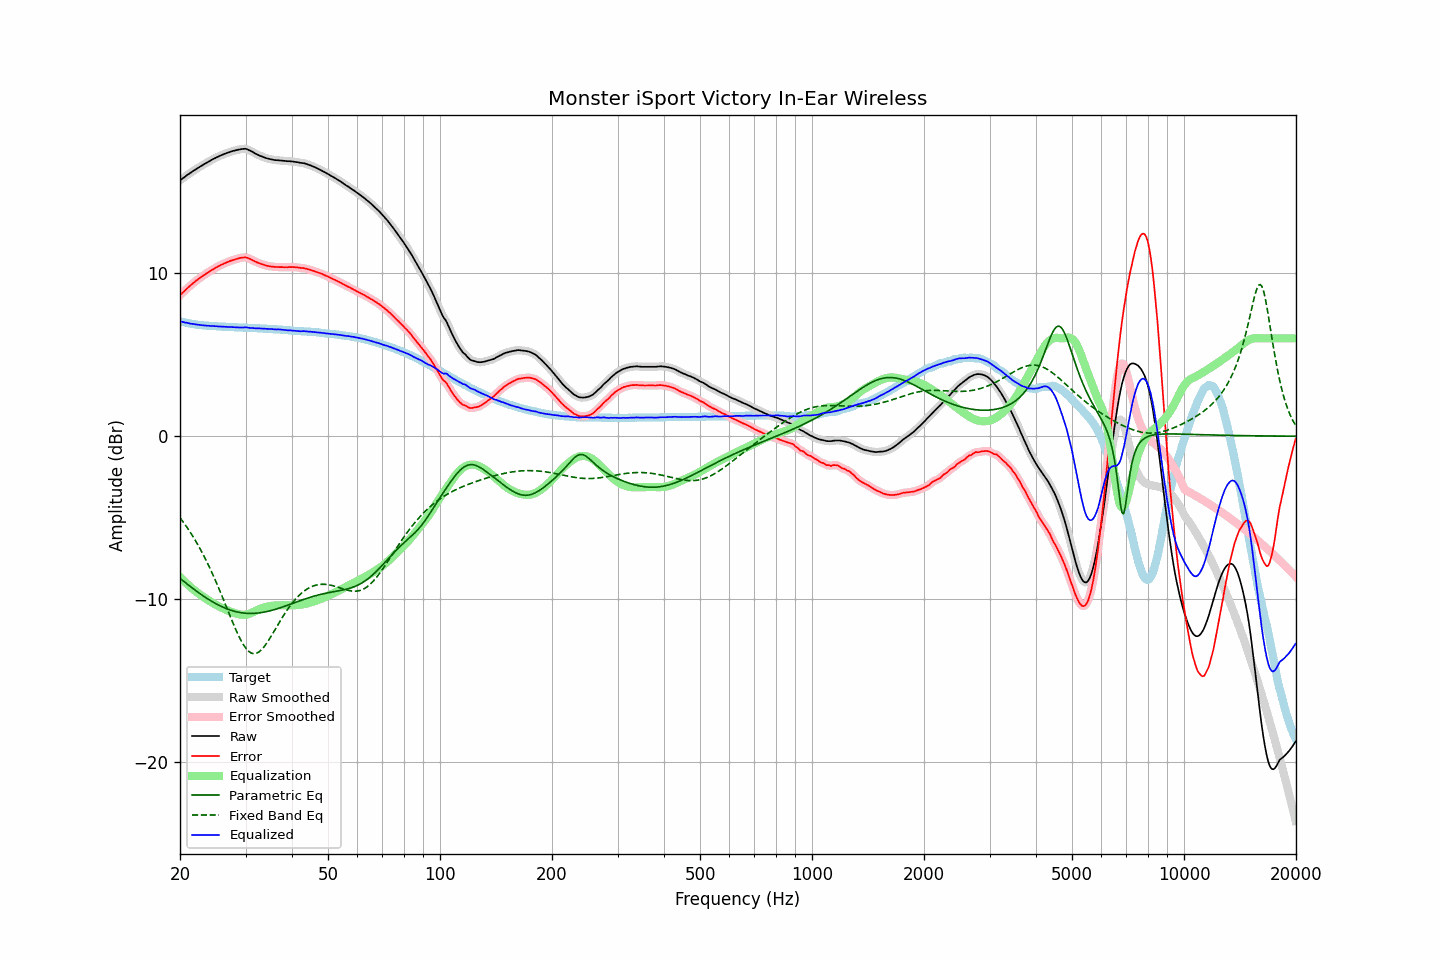 Monster iSport Victory In-Ear Wireless
Amplitude (dBr)
10
0
−10
−20
Target
Raw Smoothed
Error Smoothed
Raw
Error
Equalization
Parametric Eq
Fixed Band Eq
Equalized
20 50 100 200 500 1000 2000 5000 10000 20000
Frequency (Hz)